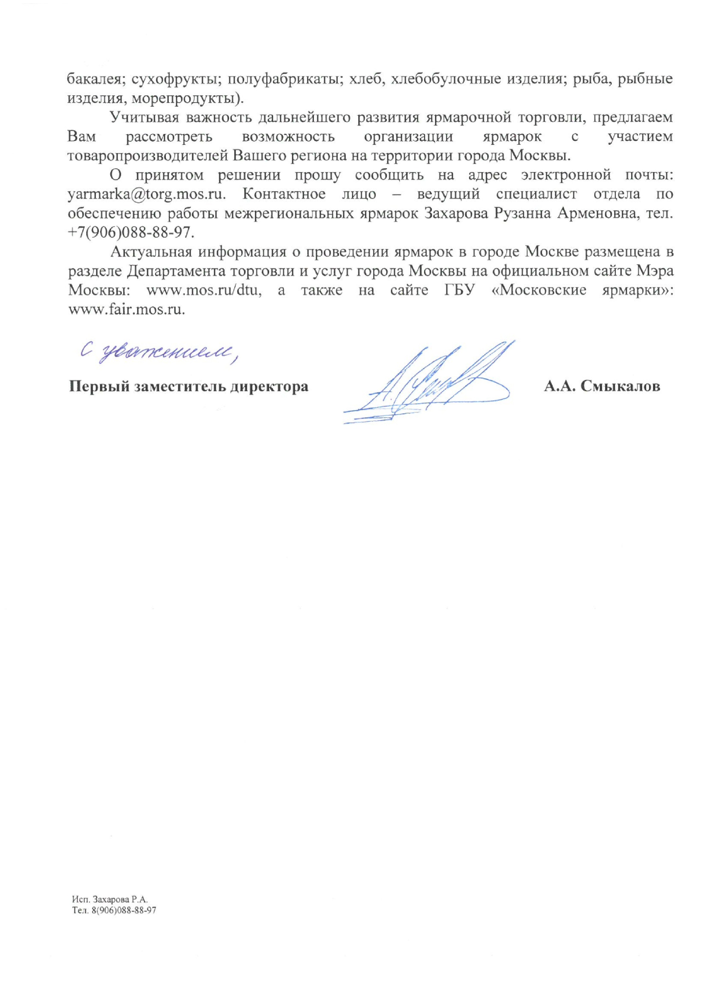 бакалея; сухофрукты; полуфабрикаты; хлеб, хлебобулочные изделия; рыба, рыбные
изделия, морепродукты).
Учитывая важность дальнейшего развития ярмарочной торговли, предлагаем
Вам рассмотреть возможность организации ярмарок с участием
товаропроизводителей Вашего региона на территории города Москвы.
О принятом решении прошу сообщить на адрес электронной почты:
yarmarka@torg.mos.ru. Контактное лицо – ведущий специалист отдела по
обеспечению работы межрегиональных ярмарок Захарова Рузанна Арменовна, тел.
+7(906)088-88-97.
Актуальная информация о проведении ярмарок в городе Москве размещена в
разделе Департамента торговли и услуг города Москвы на официальном сайте Мэра
Москвы: www.mos.ru/dtu, а также на сайте ГБУ «Московские ярмарки»:
www.fair.mos.ru.
С уважением,
Первый заместитель директора А.А. Смыкалов
Исп. Захарова Р.А.
Тел. 8(906)088-88-97